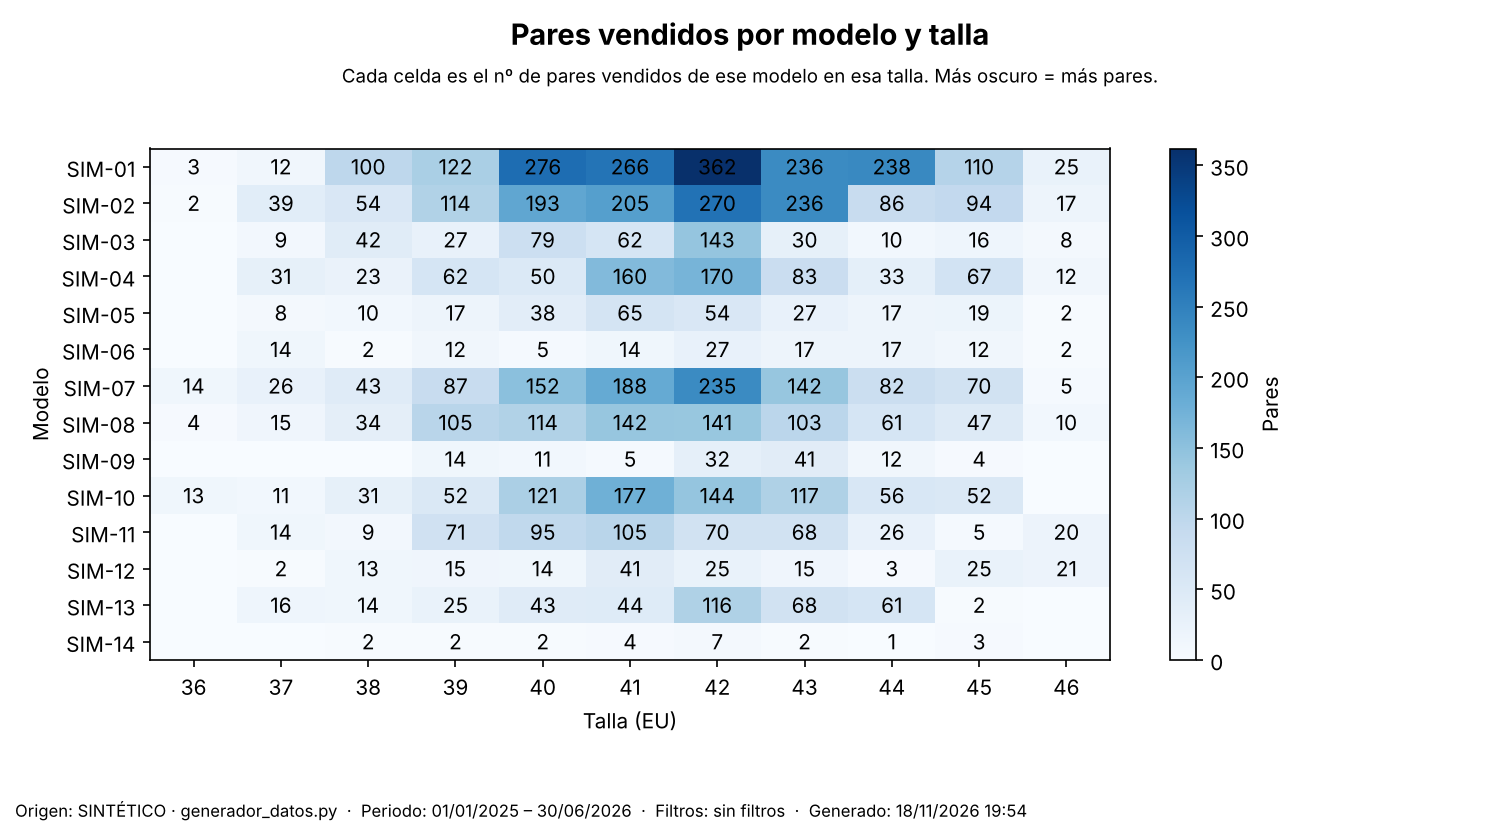 Pares vendidos por modelo y talla
Cada celda es el nº de pares vendidos de ese modelo en esa talla. Más oscuro = más pares.
Modelo
SIM-01 3 12 100 122 276 266 362 236 238 110 25
SIM-02 2 39 54 114 193 205 270 236 86 94 17
SIM-03 9 42 27 79 62 143 30 10 16 8
SIM-04 31 23 62 50 160 170 83 33 67 12
SIM-05 8 10 17 38 65 54 27 17 19 2
SIM-06 14 2 12 5 14 27 17 17 12 2
SIM-07 14 26 43 87 152 188 235 142 82 70 5
SIM-08 4 15 34 105 114 142 141 103 61 47 10
SIM-09 14 11 5 32 41 12 4
SIM-10 13 11 31 52 121 177 144 117 56 52
SIM-11 14 9 71 95 105 70 68 26 5 20
SIM-12 2 13 15 14 41 25 15 3 25 21
SIM-13 16 14 25 43 44 116 68 61 2
SIM-14 2 2 2 4 7 2 1 3
36 37 38 39 40 41 42 43 44 45 46
Talla (EU)
350
300
250
200
150
100
50
0
Pares
Origen: SINTÉTICO · generador_datos.py · Periodo: 01/01/2025 – 30/06/2026 · Filtros: sin filtros · Generado: 18/11/2026 19:54